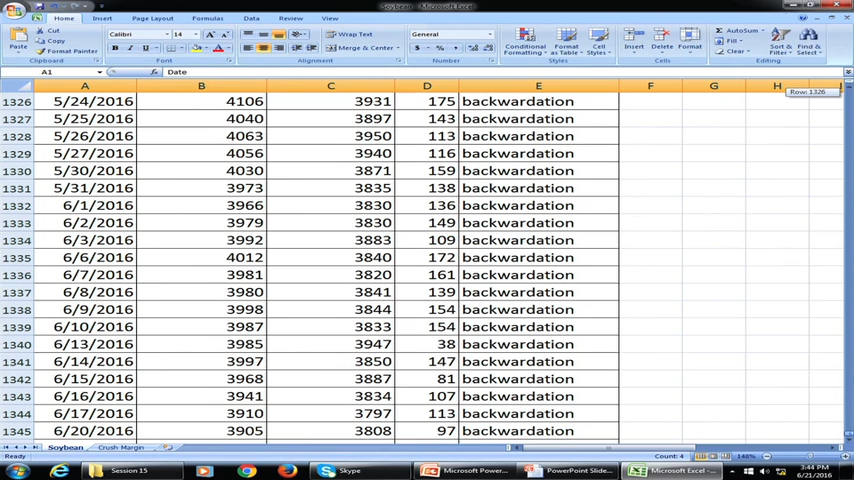 Soybean - Microsoft Excel
Home Insert Page Layout Formulas Data Review View
Cut
Copy
Paste
Format Painter
Clipboard
Calibri 14
Font
Wrap Text
Merge & Center
Alignment
General
Number
Conditional Formatting
Format as Table
Cell Styles
Styles
Insert Delete Format
Cells
AutoSum
Fill
Clear
Sort & Filter
Find & Select
Editing
A1 fx Date
A B C D E F G H
Row: 1326
1326 5/24/2016 4106 3931 175 backwardation
1327 5/25/2016 4040 3897 143 backwardation
1328 5/26/2016 4063 3950 113 backwardation
1329 5/27/2016 4056 3940 116 backwardation
1330 5/30/2016 4030 3871 159 backwardation
1331 5/31/2016 3973 3835 138 backwardation
1332 6/1/2016 3966 3830 136 backwardation
1333 6/2/2016 3979 3830 149 backwardation
1334 6/3/2016 3992 3883 109 backwardation
1335 6/6/2016 4012 3840 172 backwardation
1336 6/7/2016 3981 3820 161 backwardation
1337 6/8/2016 3980 3841 139 backwardation
1338 6/9/2016 3998 3844 154 backwardation
1339 6/10/2016 3987 3833 154 backwardation
1340 6/13/2016 3985 3947 38 backwardation
1341 6/14/2016 3997 3850 147 backwardation
1342 6/15/2016 3968 3887 81 backwardation
1343 6/16/2016 3941 3834 107 backwardation
1344 6/17/2016 3910 3797 113 backwardation
1345 6/20/2016 3905 3808 97 backwardation
Soybean Crush Margin
Ready Count: 4 148%
Session 15 Skype Microsoft Power... PowerPoint Slide... Microsoft Excel ... 3:44 PM
6/21/2016